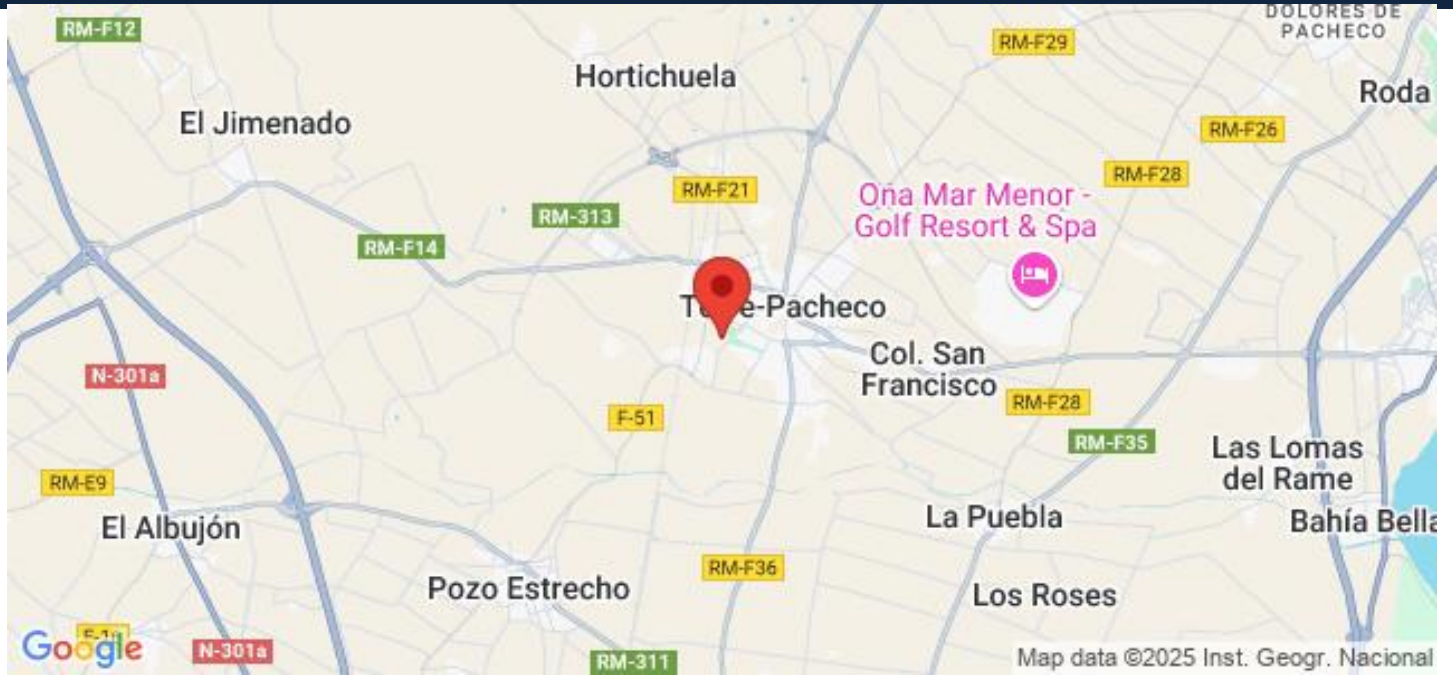 DOLORES DE
PACHECO
RM-F12
RM-F29
Hortichuela
Roda
El Jimenado
RM-F26
RM-F28
RM-F21
Oña Mar Menor -
Golf Resort & Spa
RM-313
RM-F14
Torre-Pacheco
Col. San
Francisco
N-301a
RM-F28
F-51
RM-F35
Las Lomas
del Rame
RM-E9
La Puebla
El Albujón
Bahía Bella
RM-F36
Pozo Estrecho
Los Roses
Google
N-301a
RM-311
Map data ©2025 Inst. Geogr. Nacional